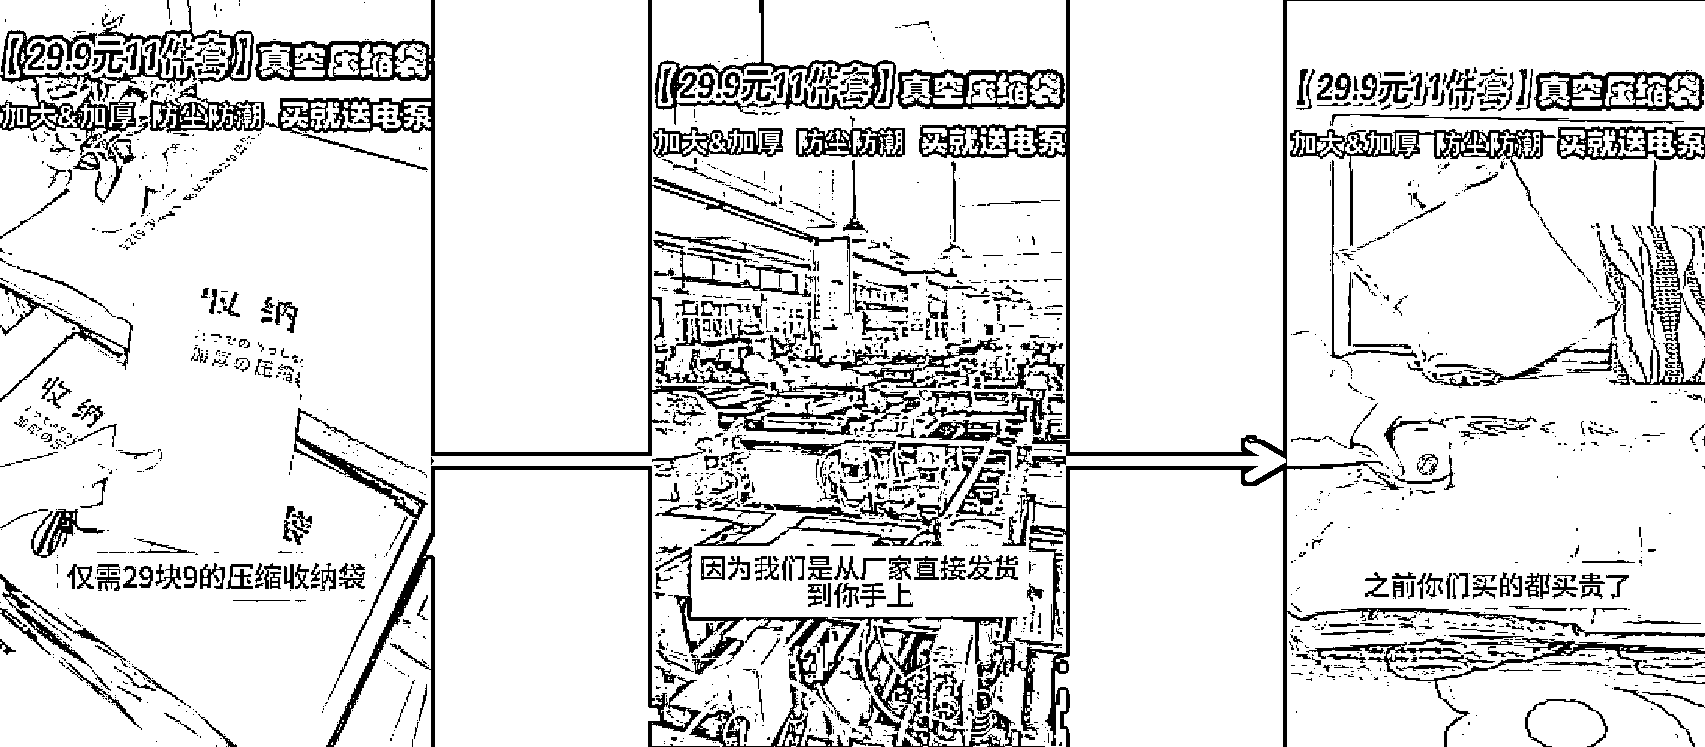 【29.9元11件套】真空压缩袋
加大&加厚 防尘防潮 买就送电泵
收纳
加厚の压缩
收纳
仅需29块9的压缩收纳袋
【29.9元11件套】真空压缩袋
加大&加厚 防尘防潮 买就送电泵
因为我们是从厂家直接发货
到你手上
【29.9元11件套】真空压缩袋
加大&加厚 防尘防潮 买就送电泵
之前你们买的都买贵了